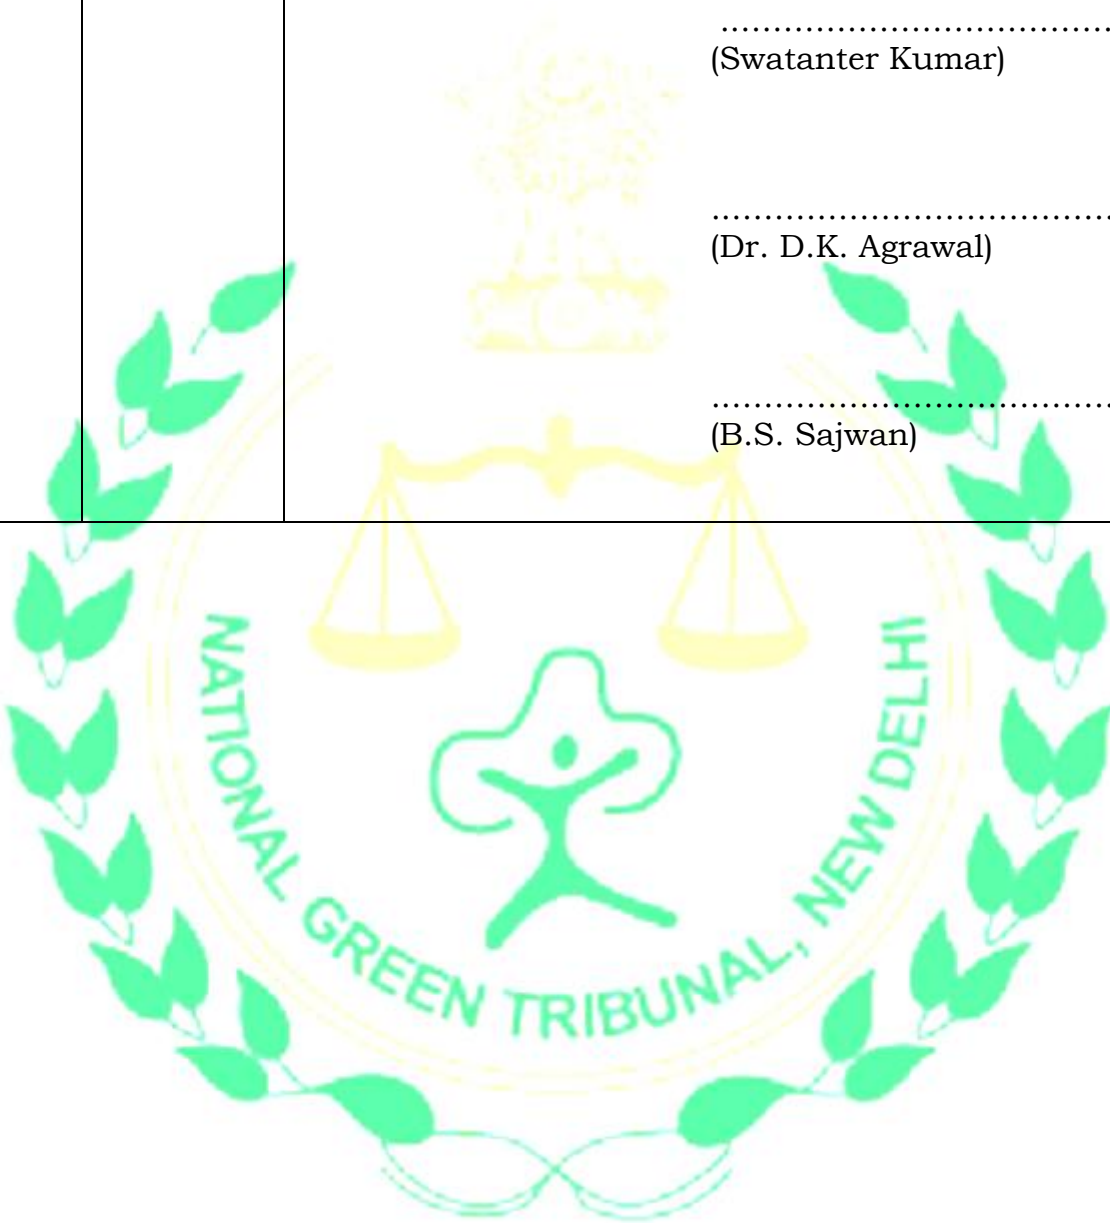 ......................................
(Swatanter Kumar)
......................................
(Dr. D.K. Agrawal)
......................................
(B.S. Sajwan)
NATIONAL GREEN TRIBUNAL, NEW DELHI